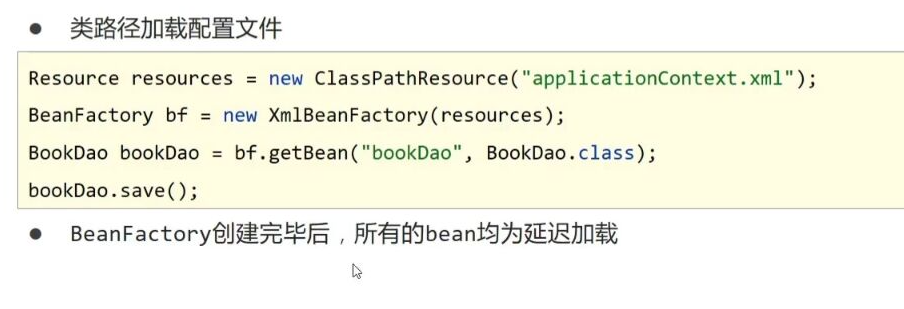 ● 类路径加载配置文件
Resource resources = new ClassPathResource("applicationContext.xml");
BeanFactory bf = new XmlBeanFactory(resources);
BookDao bookDao = bf.getBean("bookDao", BookDao.class);
bookDao.save();
● BeanFactory创建完毕后，所有的bean均为延迟加载